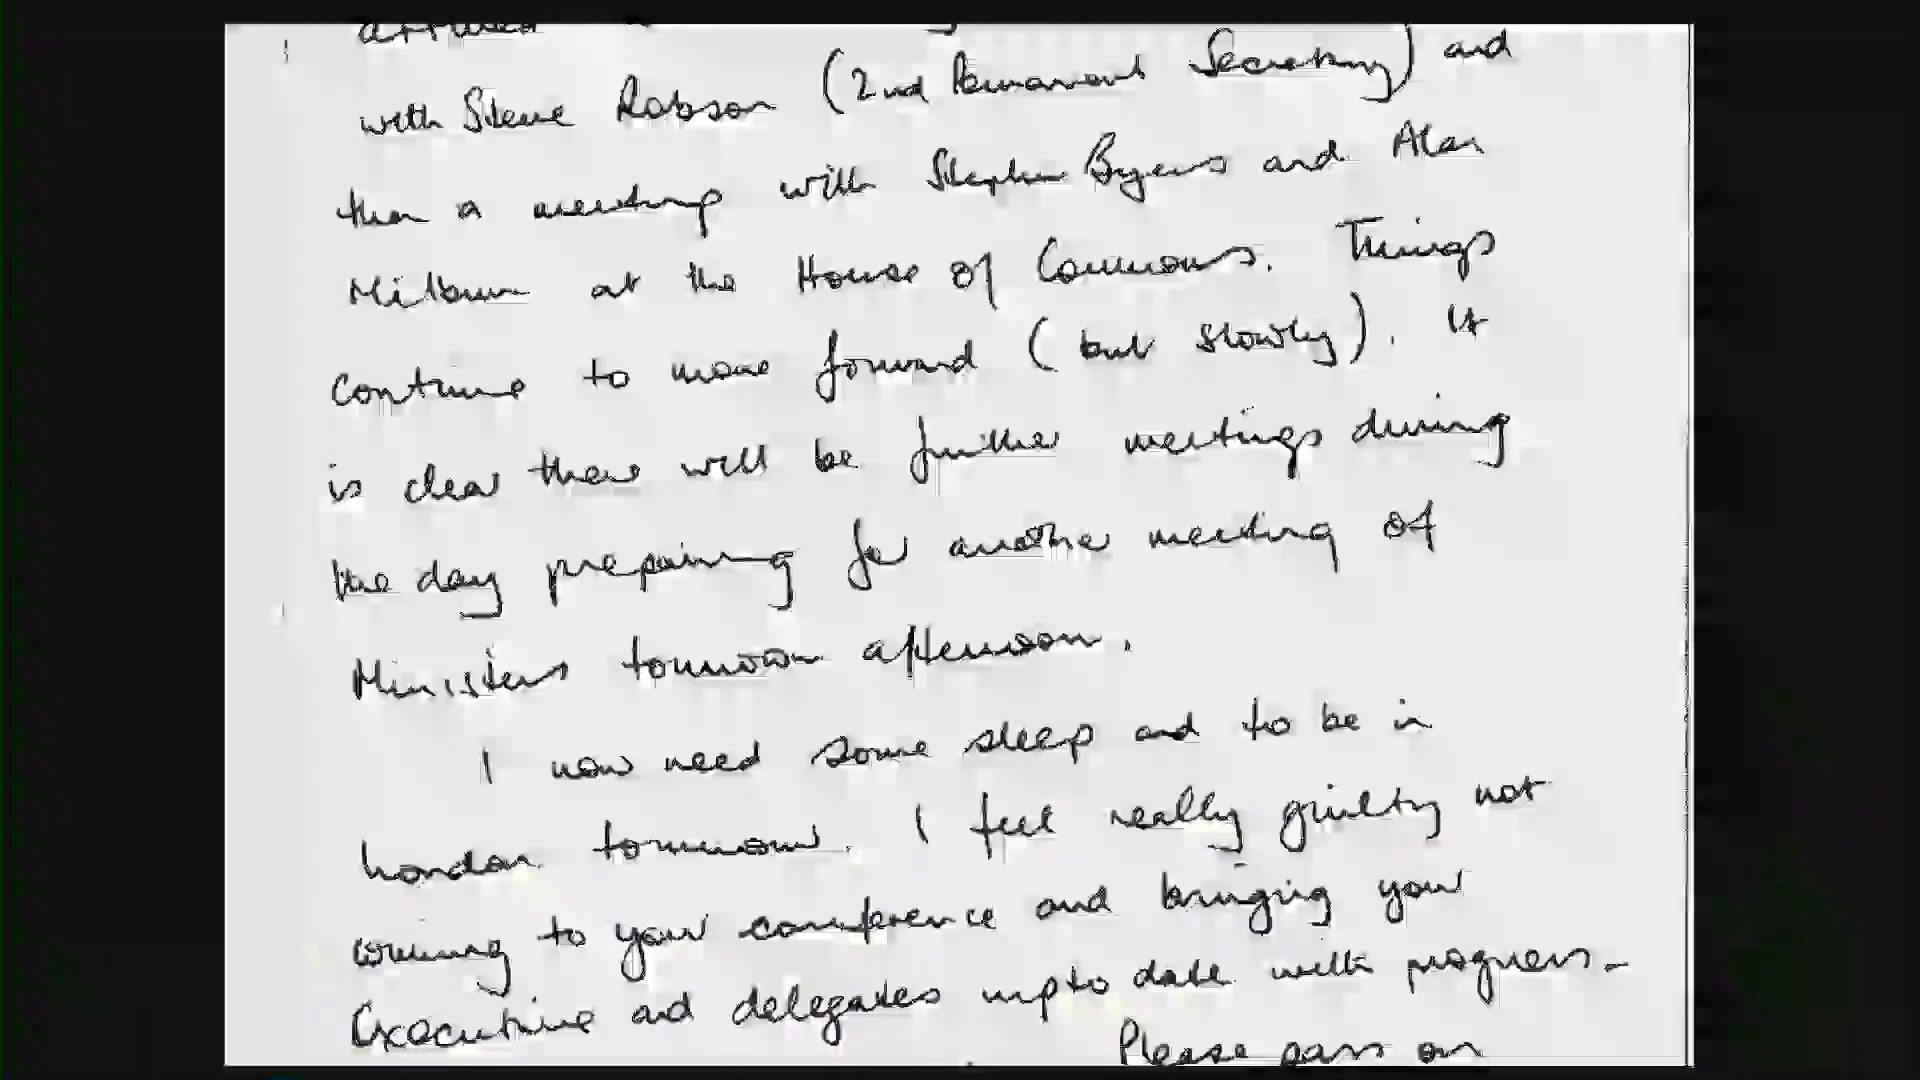 with Steve Robson (2nd Permanent Secretary) and
then a meeting with Stephen Byers and Alan
Milburn at the House of Commons. Things
continue to move forward (but slowly). It
is clear there will be further meetings during
the day preparing for another meeting of
Ministers tomorrow afternoon.
I now need some sleep and to be in
London tomorrow. I feel really guilty not
coming to your conference and bringing your
Executive and delegates up to date with progress.
Please pass on